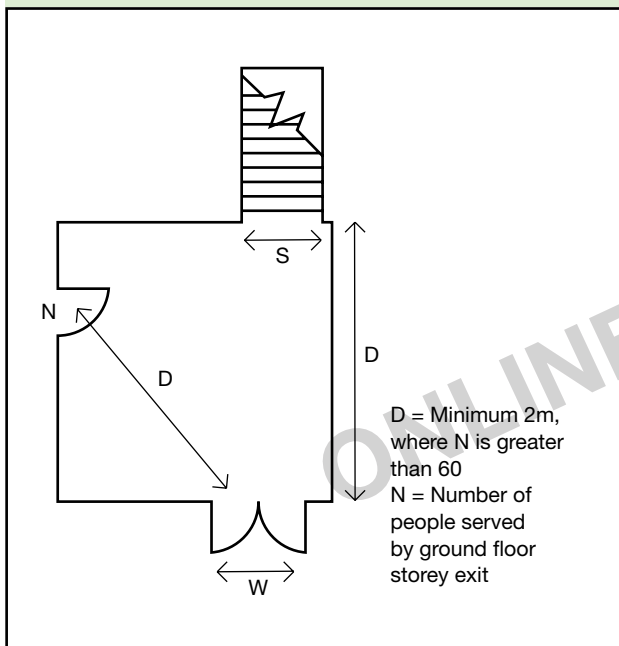 S
N
D
D
D = Minimum 2m,
where N is greater
than 60
N = Number of
people served
by ground floor
storey exit
W
ONLINE